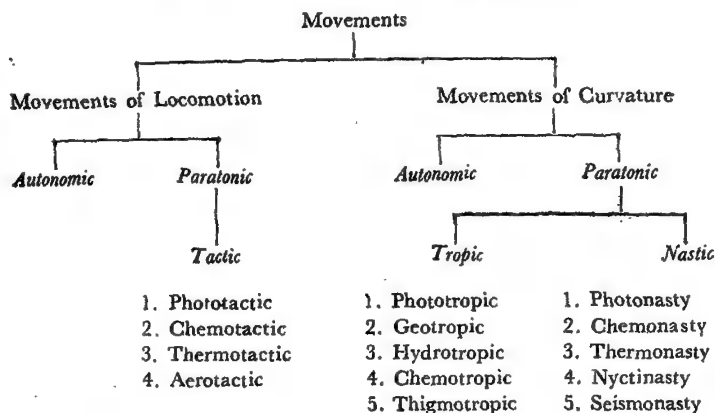 Movements
Movements of Locomotion
Movements of Curvature
Autonomic
Paratonic
Autonomic
Paratonic
Tactic
Tropic
Nastic
1. Phototactic
2. Chemotactic
3. Thermotactic
4. Aerotactic
1. Phototropic
2. Geotropic
3. Hydrotropic
4. Chemotropic
5. Thigmotropic
1. Photonasty
2. Chemonasty
3. Thermonasty
4. Nyctinasty
5. Seismonasty